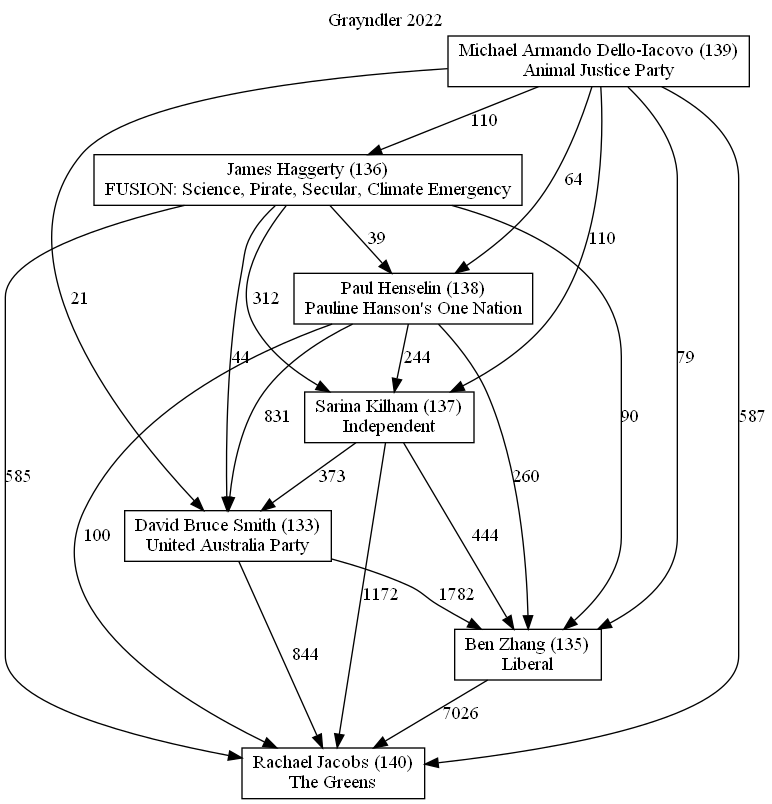 Grayndler 2022
Michael Armando Dello-Iacovo (139)
Animal Justice Party
110
James Haggerty (136)
FUSION: Science, Pirate, Secular, Climate Emergency
64
39
110
21
312
Paul Henselin (138)
Pauline Hanson's One Nation
44
244
79
Sarina Kilham (137)
Independent
831
90
587
585
373
260
100
David Bruce Smith (133)
United Australia Party
444
1172
1782
844
Ben Zhang (135)
Liberal
7026
Rachael Jacobs (140)
The Greens